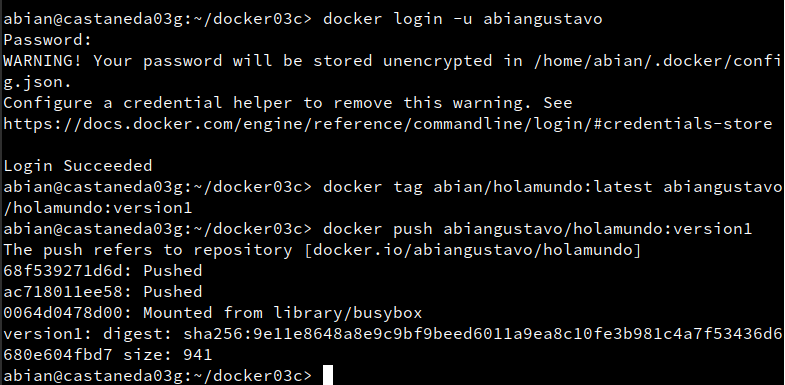 abian@castaneda03g:~/docker03c> docker login -u abiangustavo
Password:
WARNING! Your password will be stored unencrypted in /home/abian/.docker/confi
g.json.
Configure a credential helper to remove this warning. See
https://docs.docker.com/engine/reference/commandline/login/#credentials-store

Login Succeeded
abian@castaneda03g:~/docker03c> docker tag abian/holamundo:latest abiangustavo
/holamundo:version1
abian@castaneda03g:~/docker03c> docker push abiangustavo/holamundo:version1
The push refers to repository [docker.io/abiangustavo/holamundo]
68f539271d6d: Pushed
ac718011ee58: Pushed
0064d0478d00: Mounted from library/busybox
version1: digest: sha256:9e11e8648a8e9c9bf9beed6011a9ea8c10fe3b981c4a7f53436d6
680e604fbd7 size: 941
abian@castaneda03g:~/docker03c>